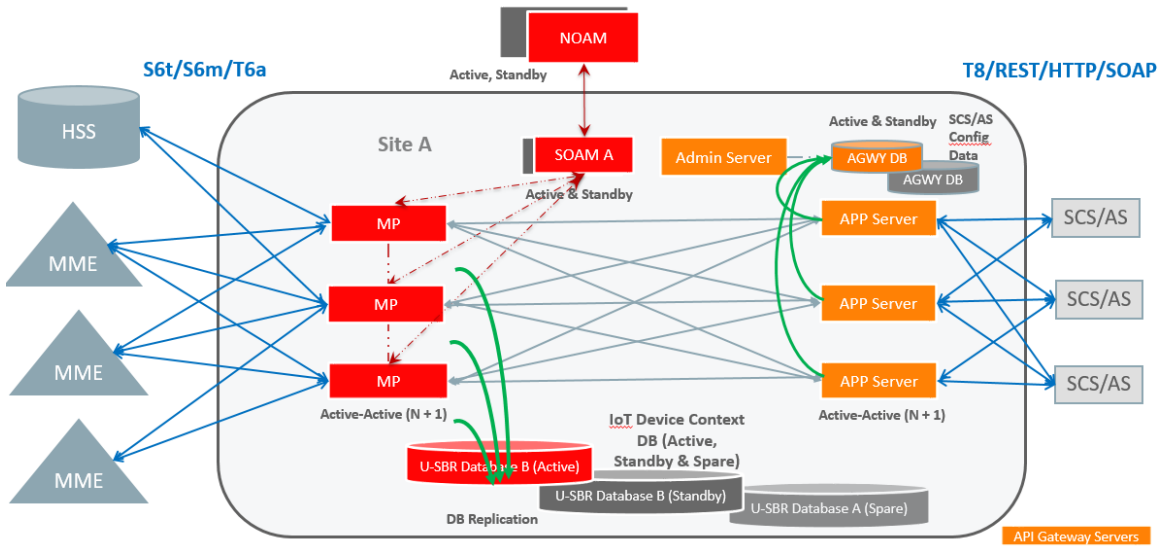 NOAM
Active, Standby
S6t/S6m/T6a
T8/REST/HTTP/SOAP
HSS
Site A
SOAM A
Active & Standby
Admin Server
Active & Standby
AGWY DB
AGWY DB
SCS/AS
Config
Data
MP
APP Server
SCS/AS
MME
MP
APP Server
SCS/AS
MME
MP
APP Server
SCS/AS
Active-Active (N + 1)
Active-Active (N + 1)
IoT Device Context
DB (Active,
Standby & Spare)
MME
U-SBR Database B (Active)
U-SBR Database B (Standby)
U-SBR Database A (Spare)
DB Replication
API Gateway Servers